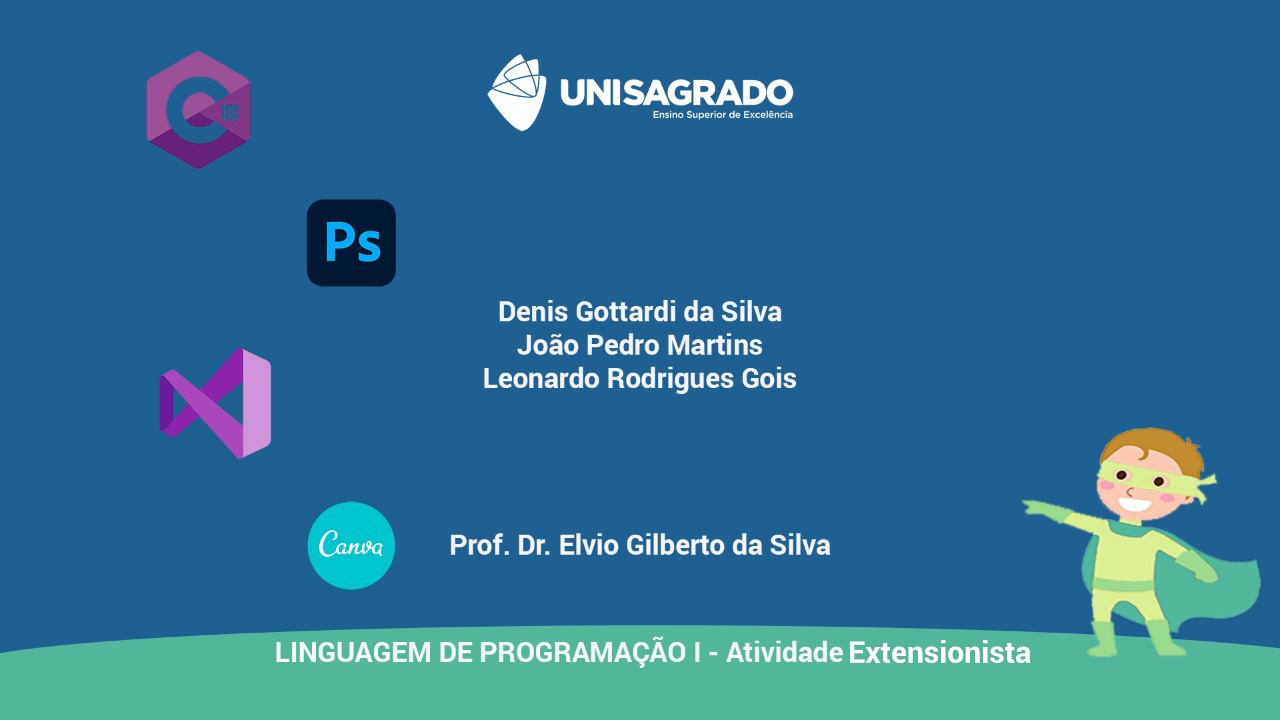 C#
UNISAGRADO
Ensino Superior de Excelência
Ps
Denis Gottardi da Silva
João Pedro Martins
Leonardo Rodrigues Gois
Canva
Prof. Dr. Elvio Gilberto da Silva
LINGUAGEM DE PROGRAMAÇÃO I - Atividade Extensionista